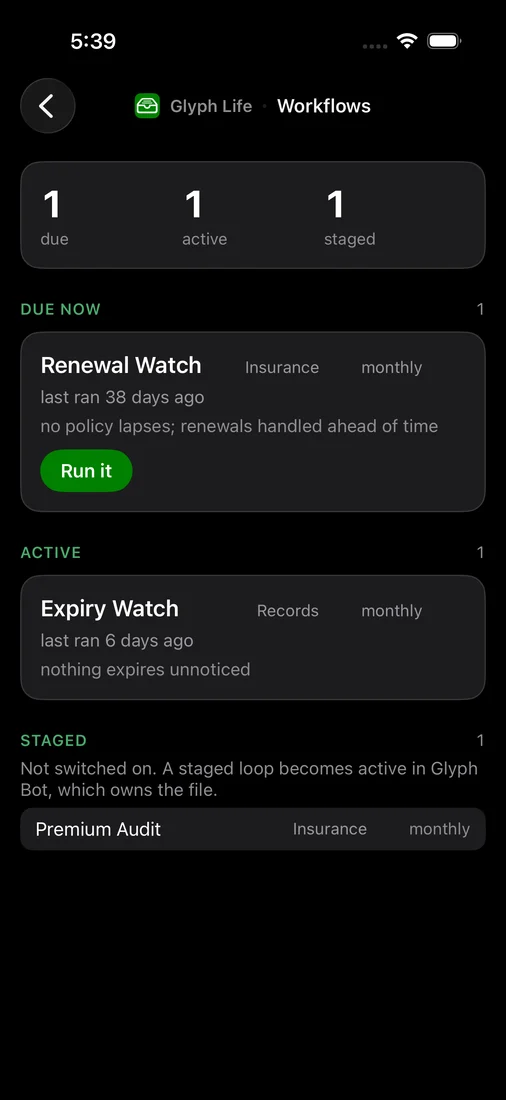 5:39
Glyph Life · Workflows
1 1 1
due active staged
DUE NOW 1
Renewal Watch Insurance monthly
last ran 38 days ago
no policy lapses; renewals handled ahead of time
Run it
ACTIVE 1
Expiry Watch Records monthly
last ran 6 days ago
nothing expires unnoticed
STAGED 1
Not switched on. A staged loop becomes active in Glyph
Bot, which owns the file.
Premium Audit Insurance monthly